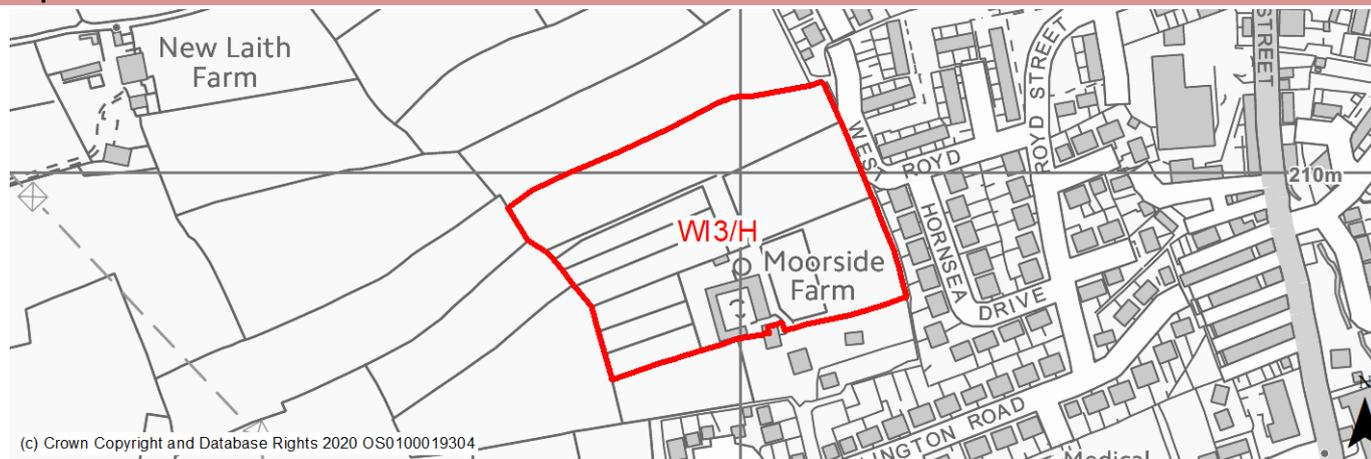 New Laith
Farm
STREET
ROYD STREET
WEST
ROYD
210m
WI3/H
HORNSEA
DRIVE
Moorside
Farm
LINGTON ROAD
Medical
N
(c) Crown Copyright and Database Rights 2020 OS0100019304